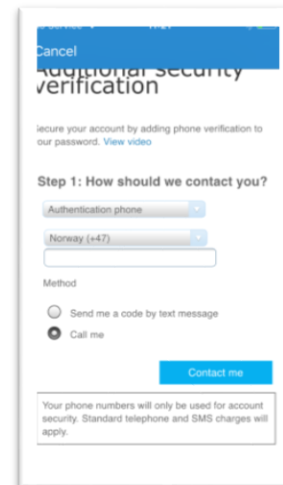 Cancel
Additional security
verification
Secure your account by adding phone verification to
your password. View video
Step 1: How should we contact you?
Authentication phone
Norway (+47)
Method
Send me a code by text message
Call me
Contact me
Your phone numbers will only be used for account
security. Standard telephone and SMS charges will
apply.